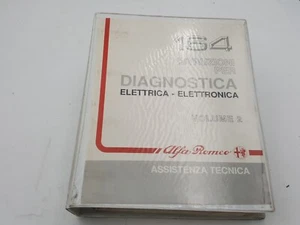 164
ISTRUZIONI
PER
DIAGNOSTICA
ELETTRICA - ELETTRONICA
VOLUME 2
Alfa Romeo
ASSISTENZA TECNICA